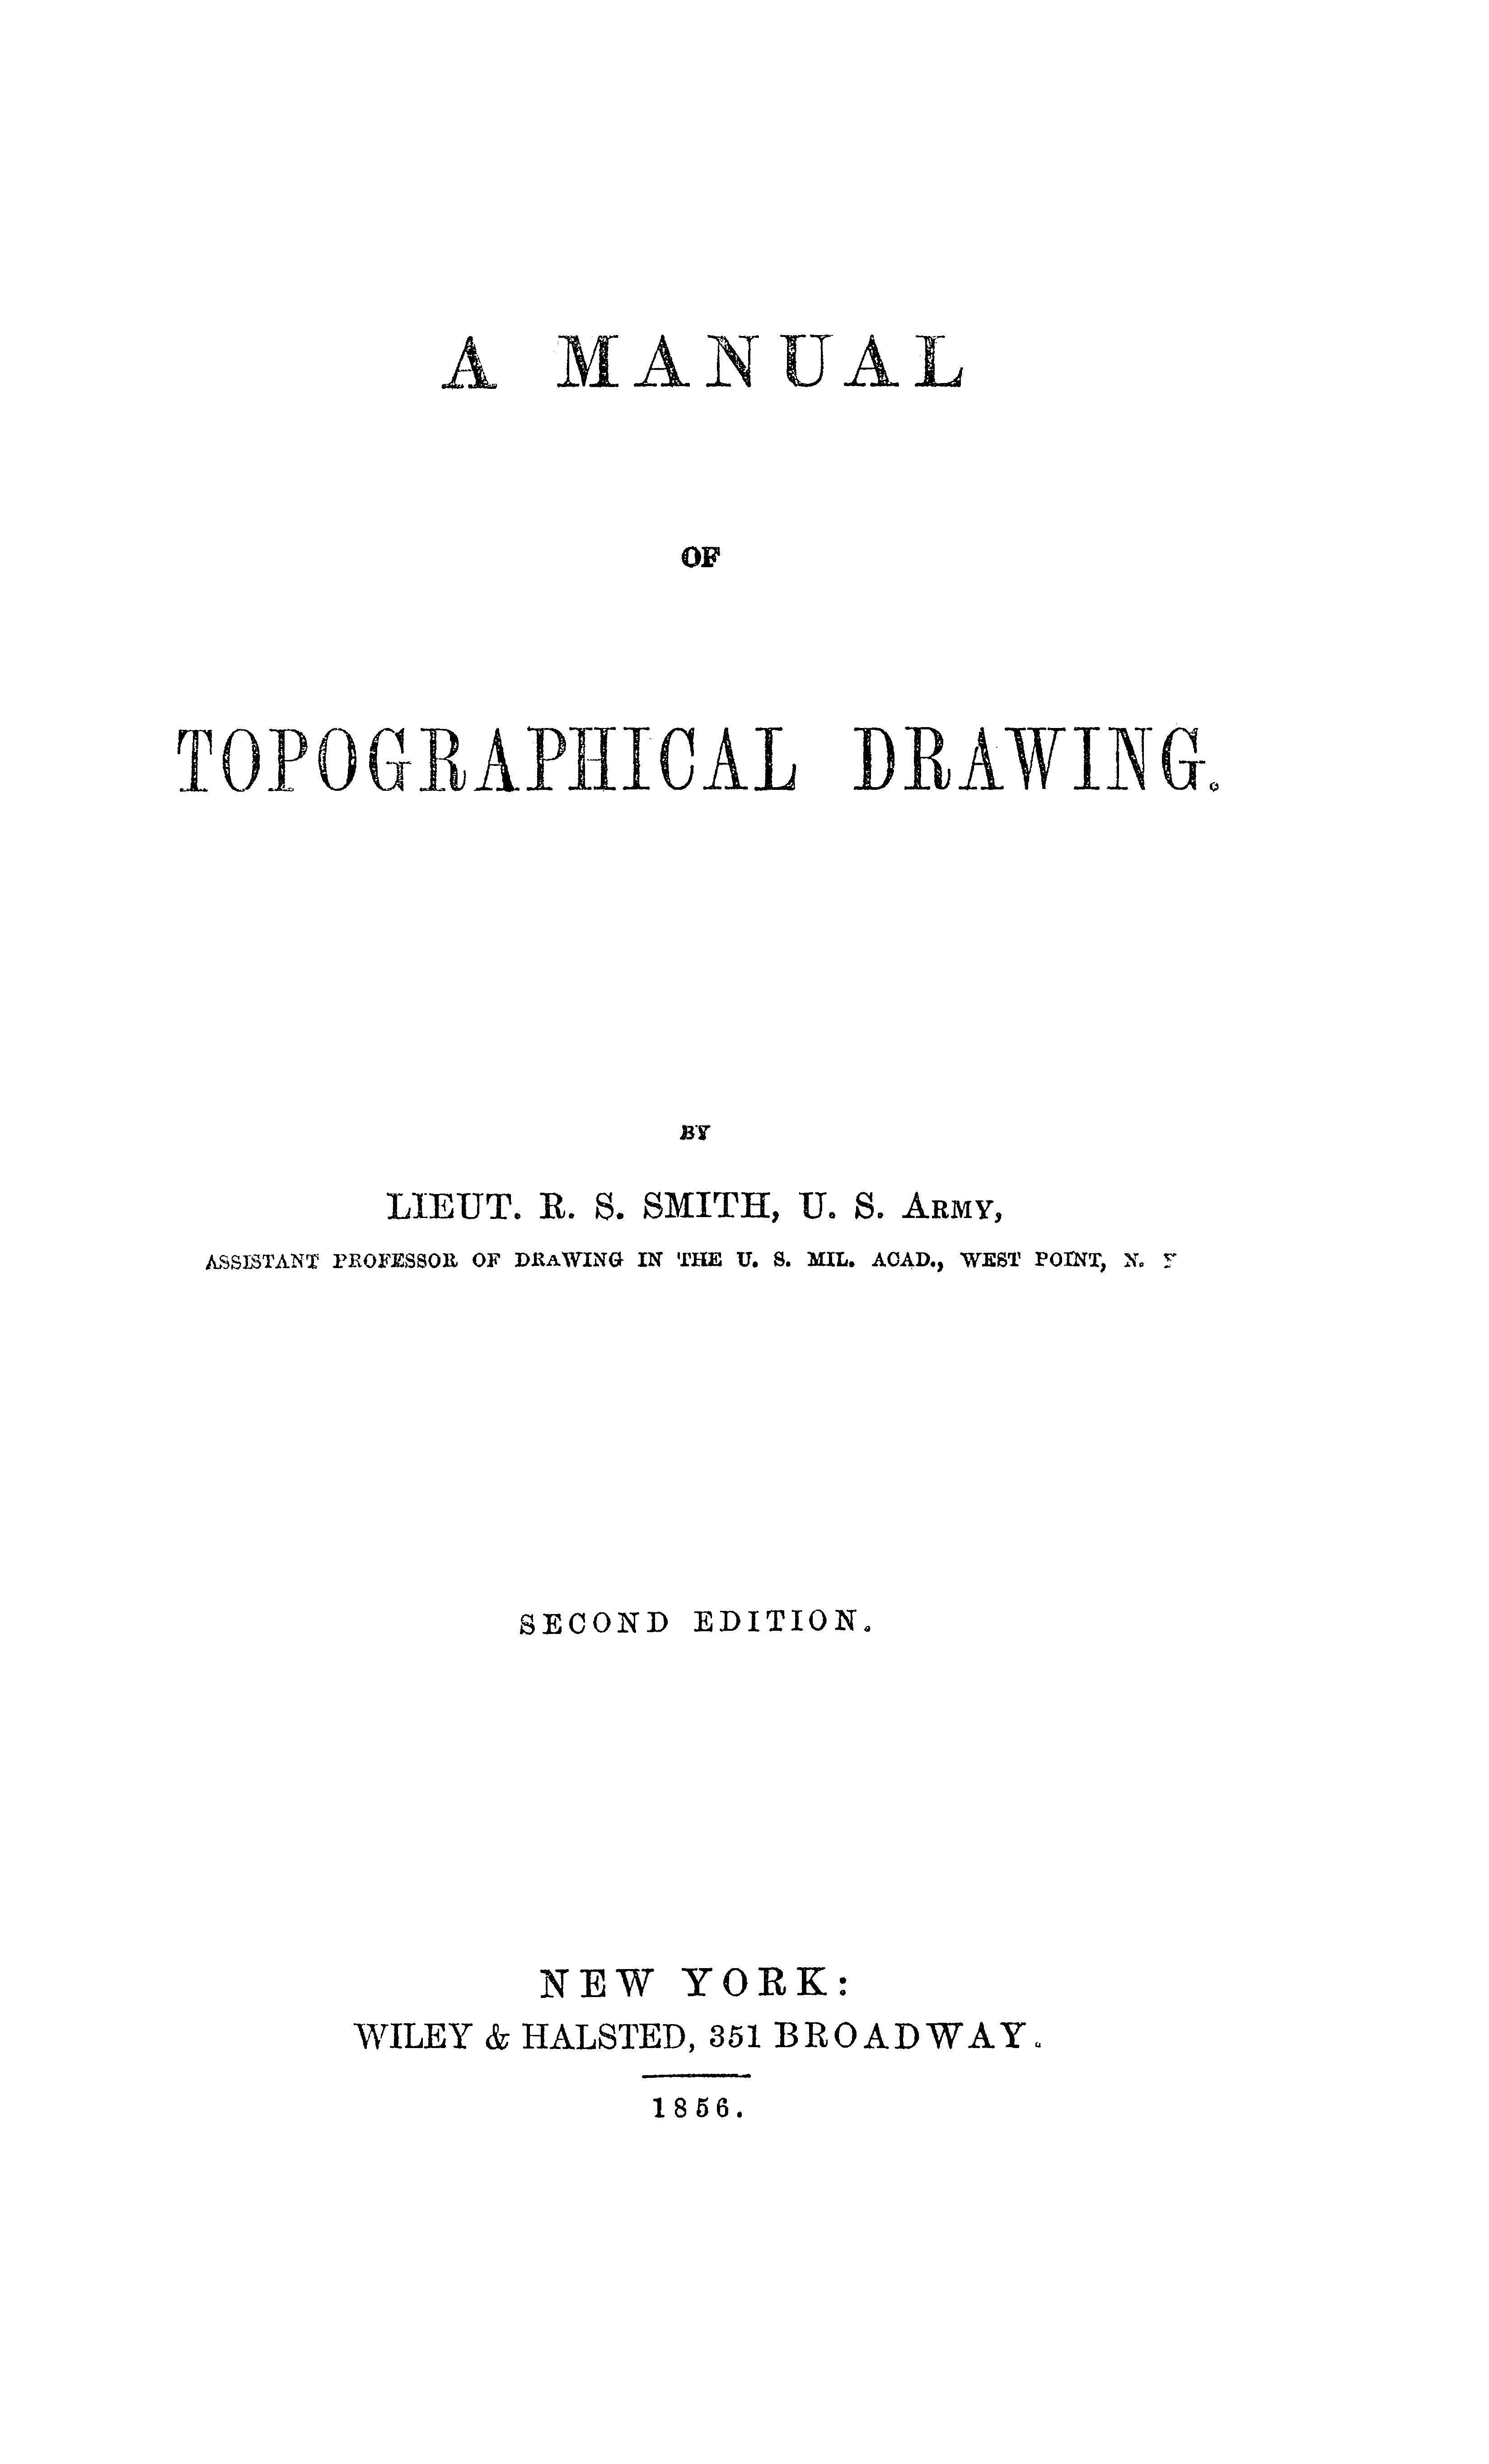 A MANUAL
OF
TOPOGRAPHICAL DRAWING.
BY
LIEUT. R. S. SMITH, U. S. ARMY,
ASSISTANT PROFESSOR OF DRAWING IN THE U. S. MIL. ACAD., WEST POINT, N. Y
SECOND EDITION.
NEW YORK:
WILEY & HALSTED, 351 BROADWAY.
1856.